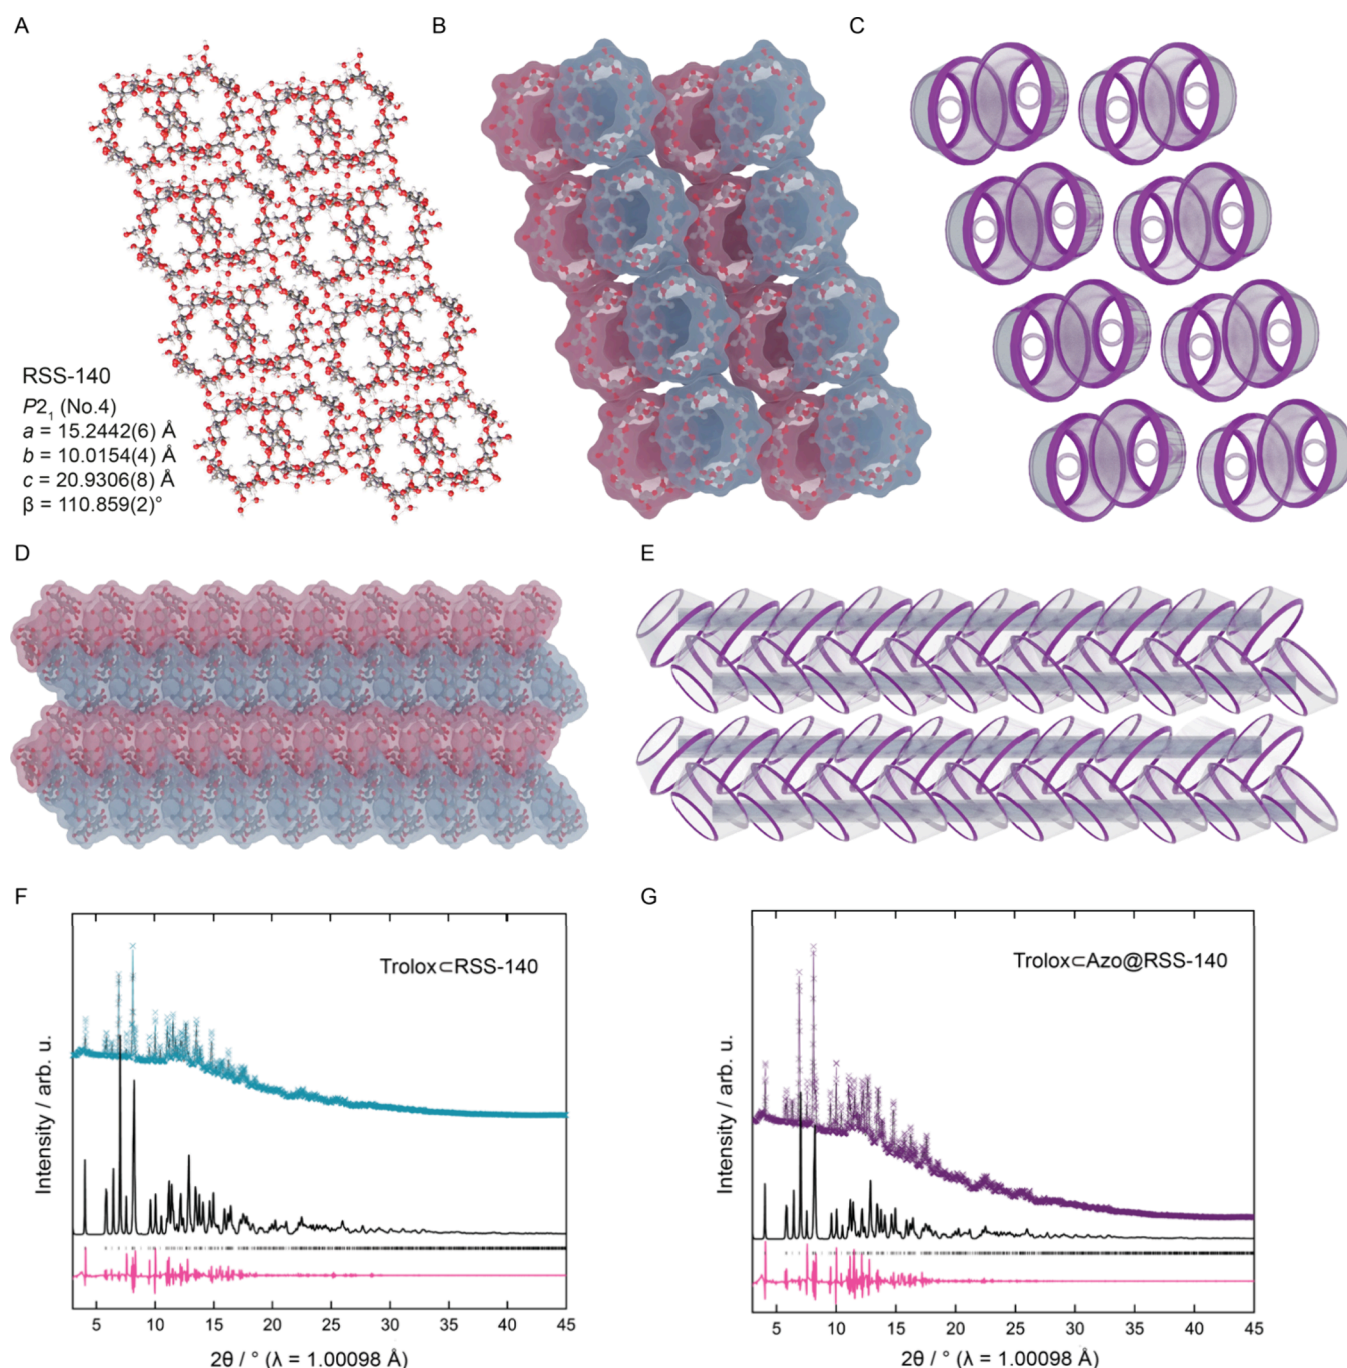 A
B
C
RSS-140
P2₁ (No.4)
a = 15.2442(6) Å
b = 10.0154(4) Å
c = 20.9306(8) Å
β = 110.859(2)°
D
E
F
G
Trolox⊂RSS-140
Intensity / arb. u.
5 10 15 20 25 30 35 40 45
2θ / ° (λ = 1.00098 Å)
Trolox⊂Azo@RSS-140
Intensity / arb. u.
5 10 15 20 25 30 35 40 45
2θ / ° (λ = 1.00098 Å)